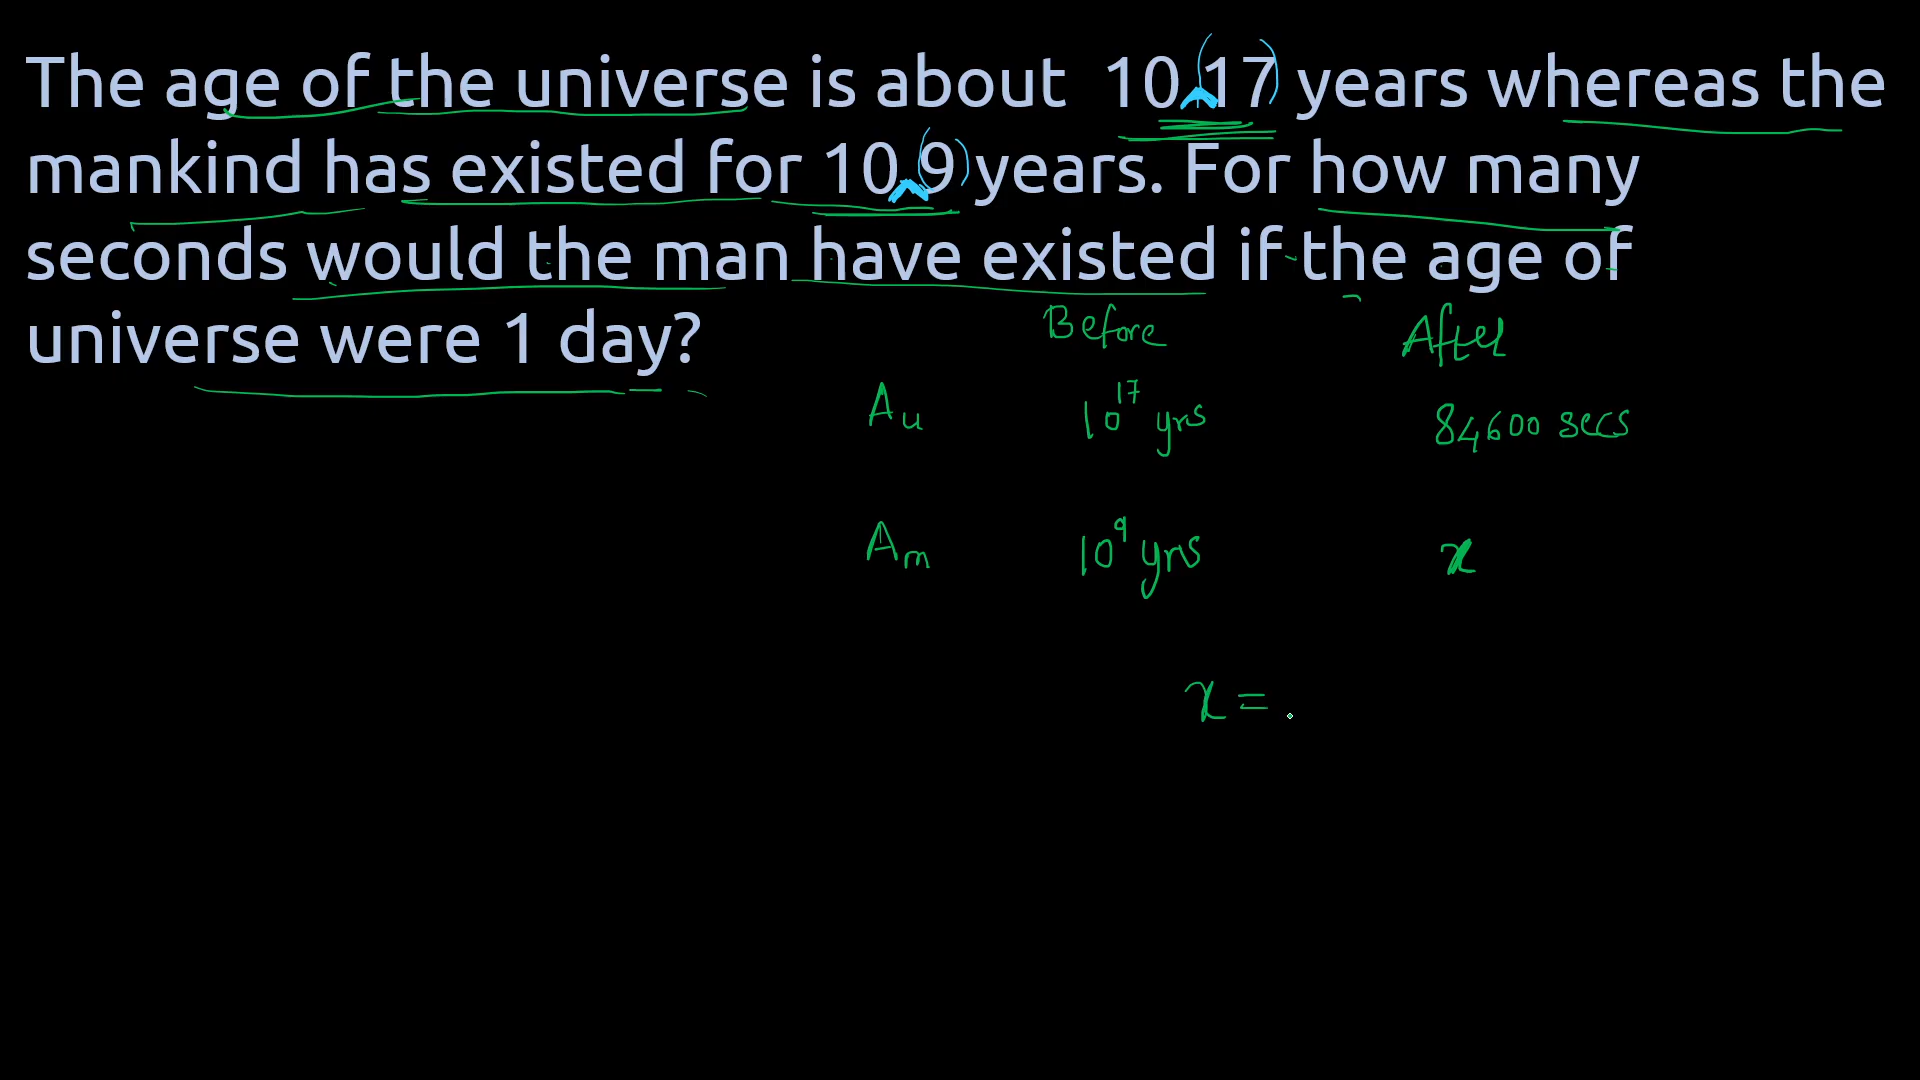 The age of the universe is about 10^(17) years whereas the
mankind has existed for 10^(9) years. For how many
seconds would the man have existed if the age of
universe were 1 day?
Before After
Au 10^17 yrs 84600 secs
Am 10^9 yrs x
x =